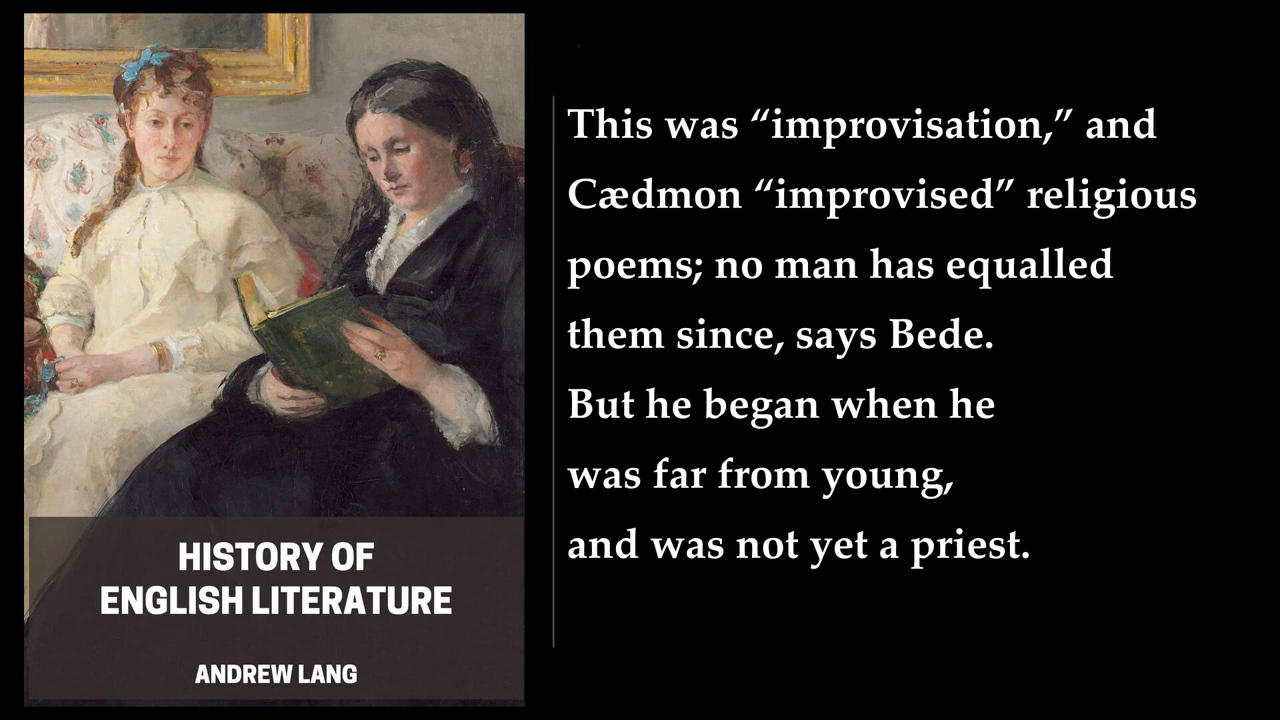 HISTORY OF
ENGLISH LITERATURE
ANDREW LANG
This was “improvisation,” and
Cædmon “improvised” religious
poems; no man has equalled
them since, says Bede.
But he began when he
was far from young,
and was not yet a priest.